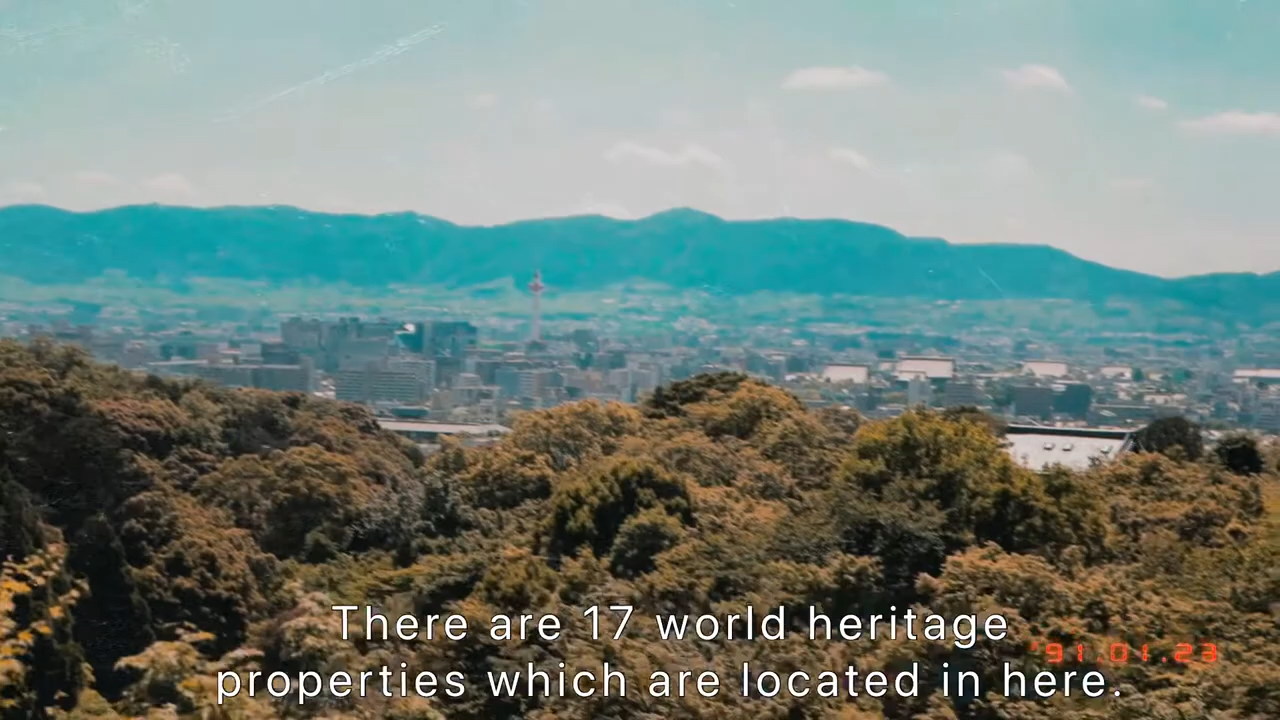 There are 17 world heritage
'91.01.23
properties which are located in here.